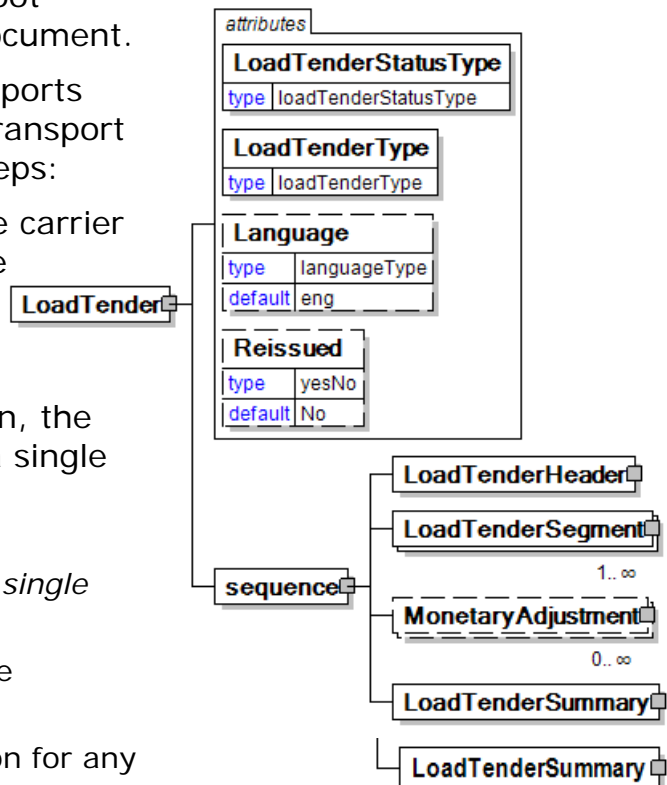 ocument.
ports
ransport
eps:
e carrier
e
n, the
single
single
e
on for any
attributes
LoadTenderStatusType
type loadTenderStatusType
LoadTenderType
type loadTenderType
Language
type languageType
default eng
LoadTender
Reissued
type yesNo
default No
LoadTenderHeader
LoadTenderSegment
1.. ∞
sequence
MonetaryAdjustment
0.. ∞
LoadTenderSummary
LoadTenderSummary